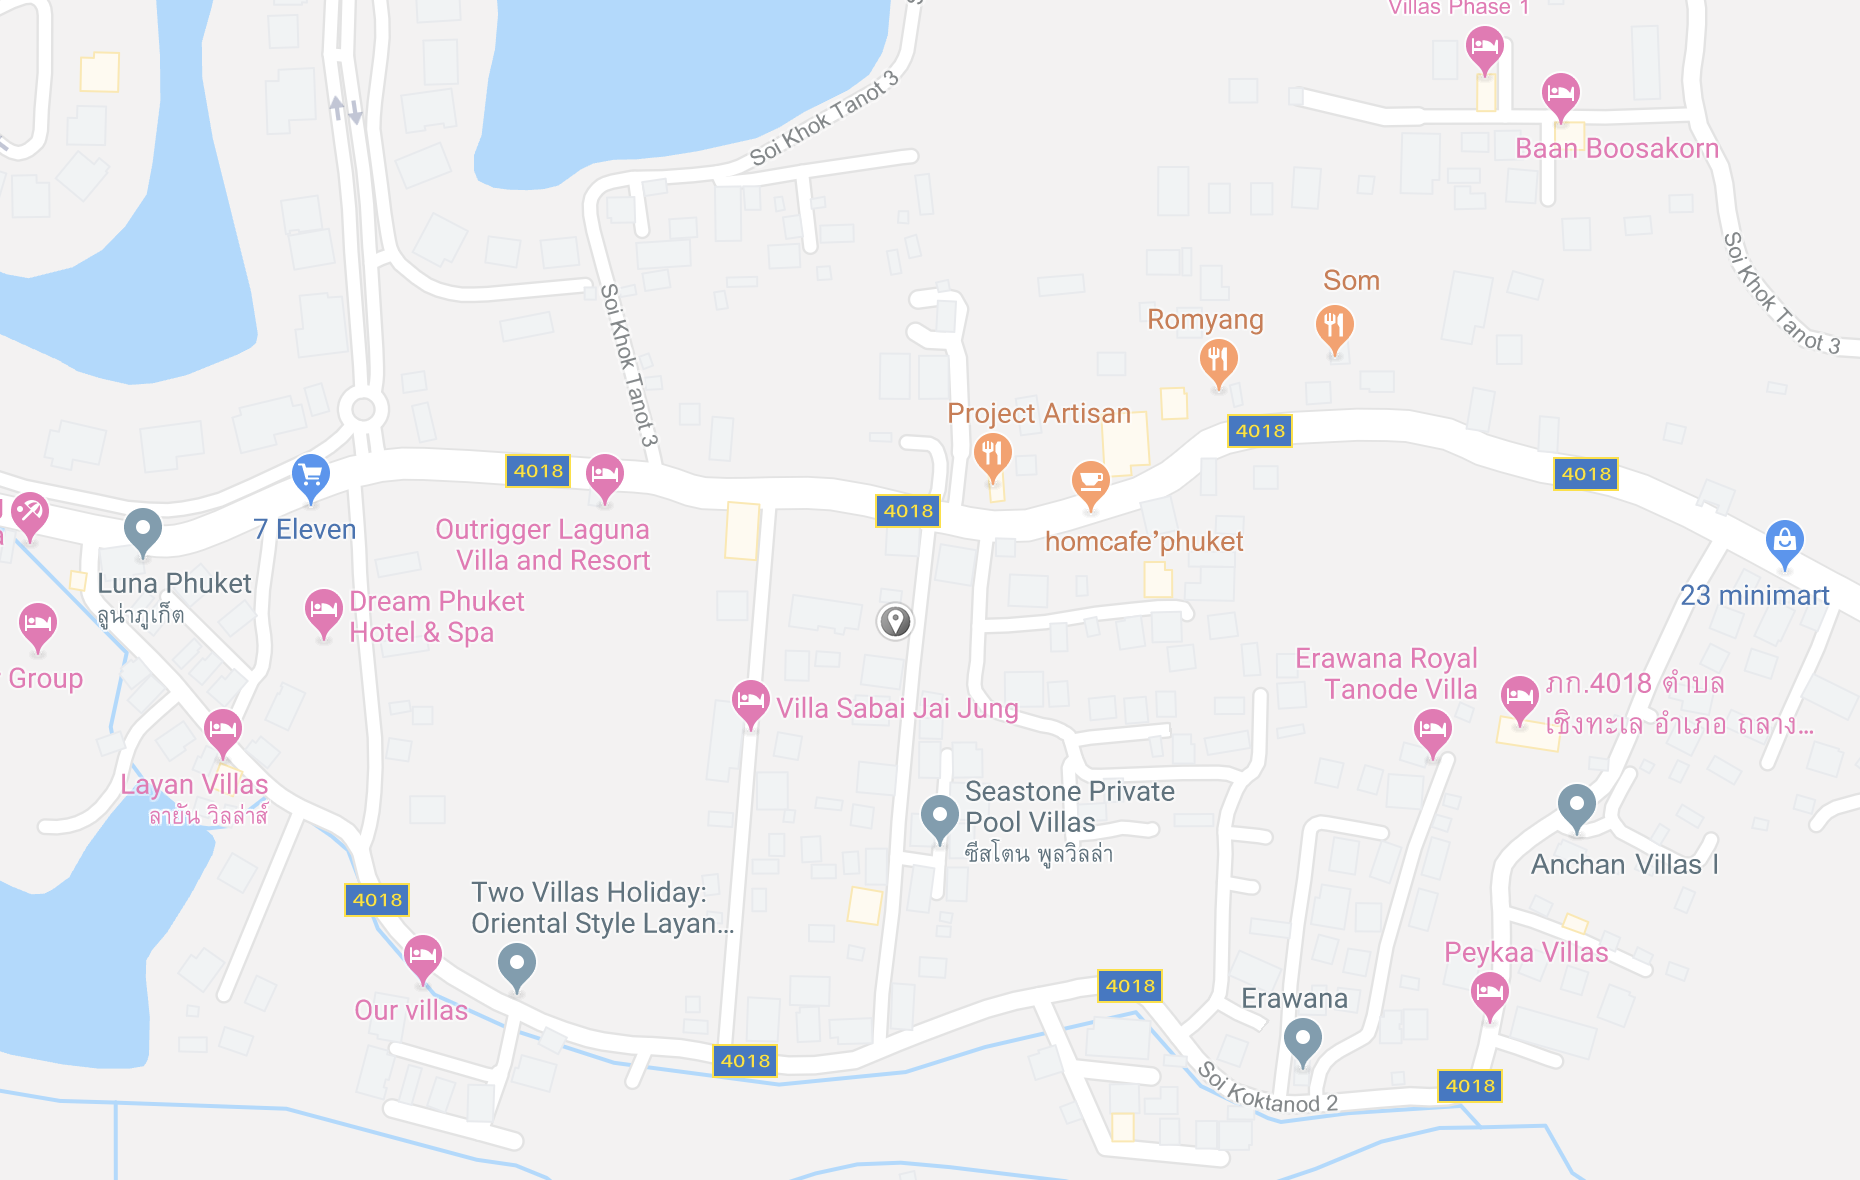 Villas Phase 1
Soi Khok Tanot 3
Baan Boosakorn
Soi Khok Tanot 3
Som
Romyang
Soi Khok Tanot 3
Project Artisan
4018
4018
4018
4018
7 Eleven
Outrigger Laguna
Villa and Resort
homcafe’phuket
Luna Phuket
ลูน่าภูเก็ต
Dream Phuket
Hotel & Spa
23 minimart
Group
Erawana Royal
Tanode Villa
ภก.4018 ตำบล
เชิงทะเล อำเภอ ถลาง...
Villa Sabai Jai Jung
Layan Villas
ลายัน วิลล่าส์
Seastone Private
Pool Villas
ซีสโตน พูลวิลล่า
Anchan Villas I
4018
Two Villas Holiday:
Oriental Style Layan...
Peykaa Villas
4018
Erawana
Our villas
4018
Soi Koktanod 2
4018